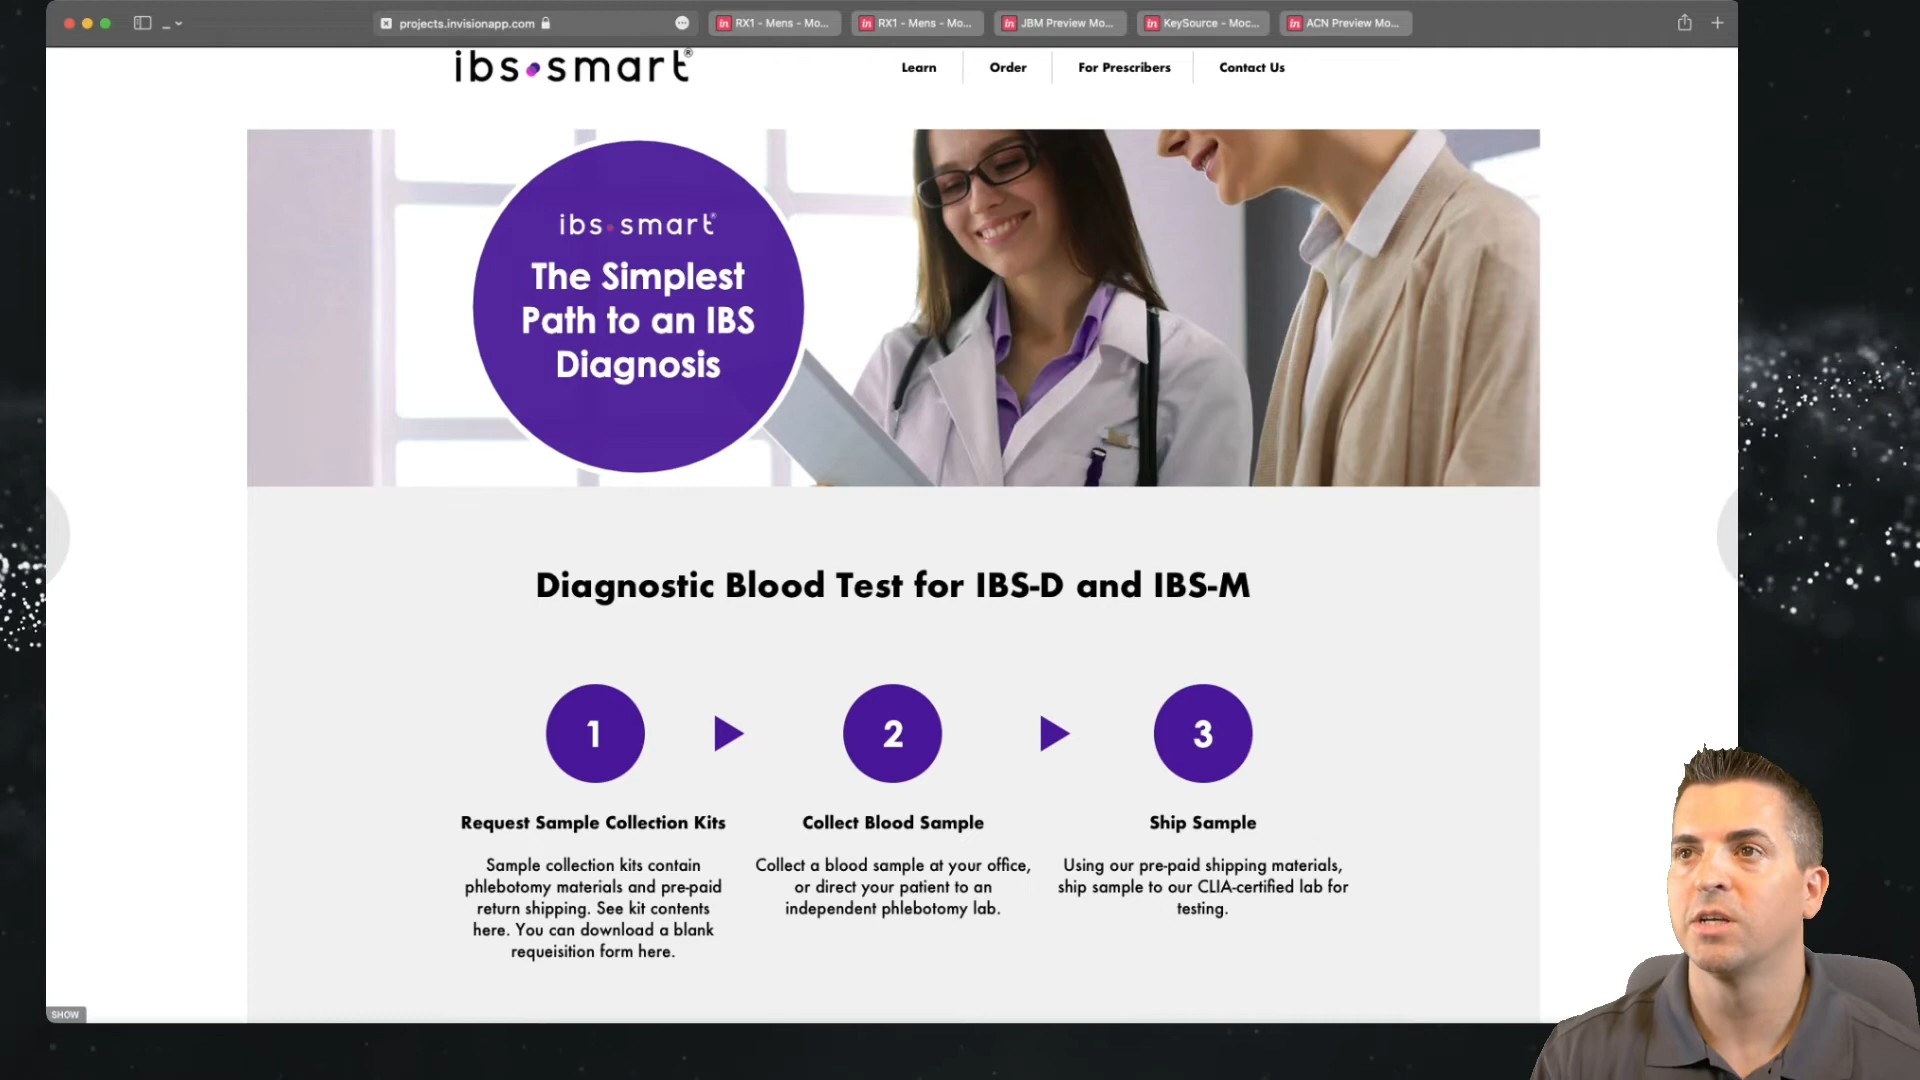 projects.invisionapp.com
RX1 - Mens - Mo...
RX1 - Mens - Mo...
JBM Preview Mo...
KeySource - Moc...
ACN Preview Mo...
ibs smart®
Learn
Order
For Prescribers
Contact Us
ibs smart®
The Simplest
Path to an IBS
Diagnosis
Diagnostic Blood Test for IBS-D and IBS-M
1
2
3
Request Sample Collection Kits
Sample collection kits contain
phlebotomy materials and pre-paid
return shipping. See kit contents
here. You can download a blank
requeisition form here.
Collect Blood Sample
Collect a blood sample at your office,
or direct your patient to an
independent phlebotomy lab.
Ship Sample
Using our pre-paid shipping materials,
ship sample to our CLIA-certified lab for
testing.
SHOW